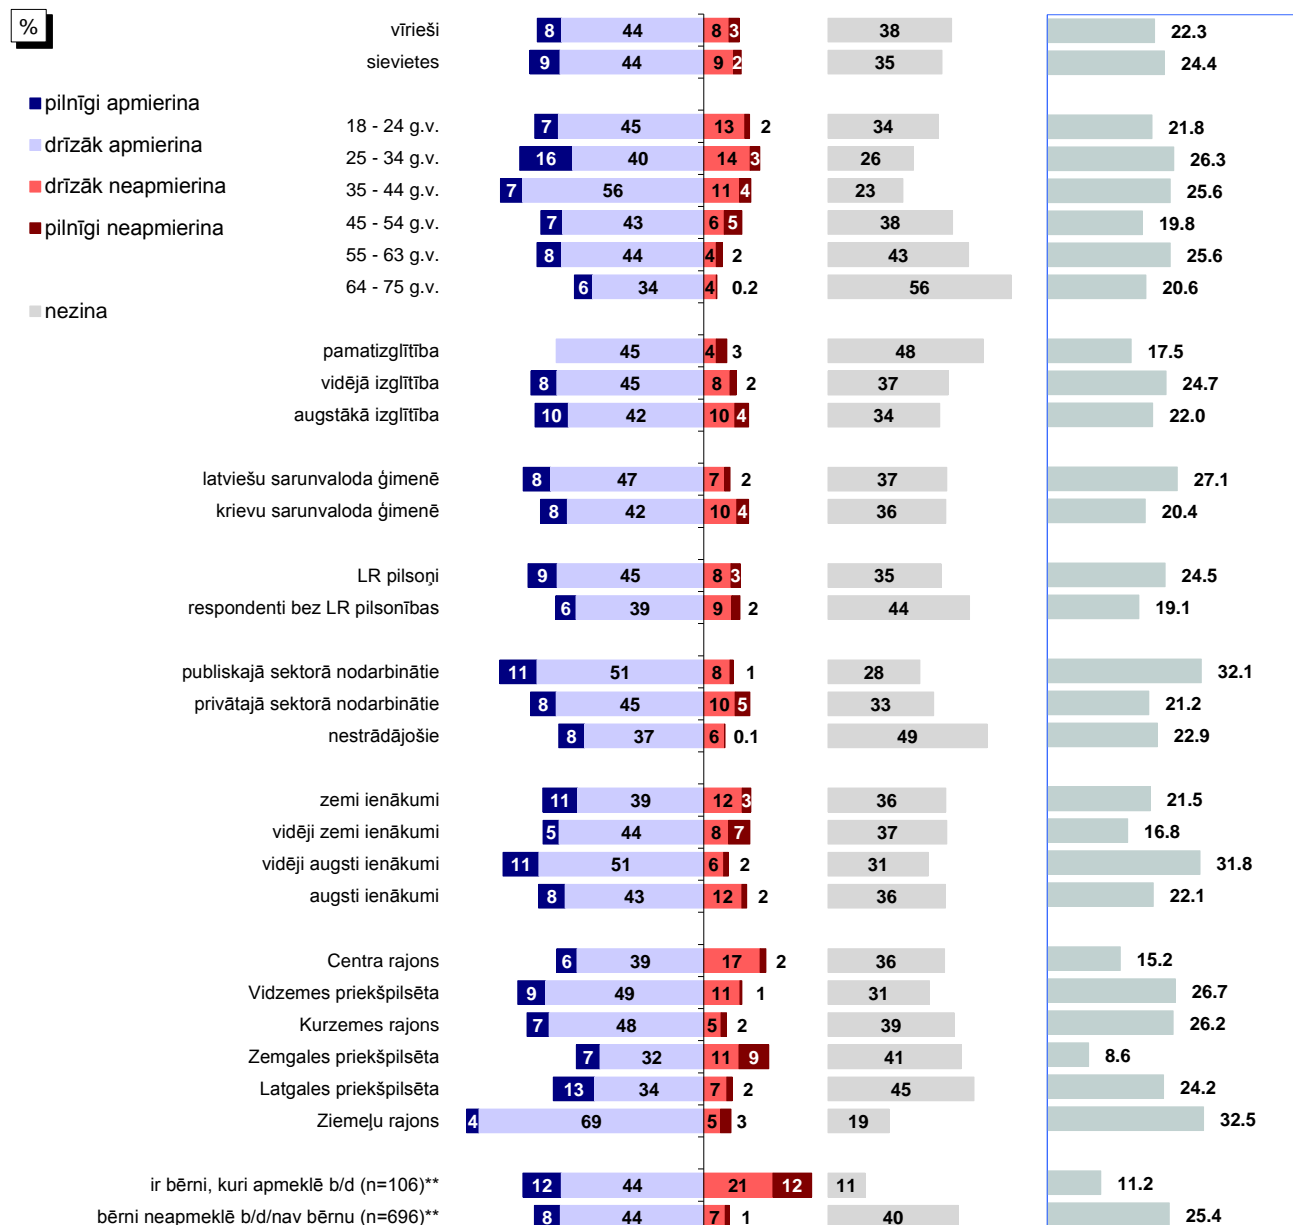 %
pilnīgi apmierina
drīzāk apmierina
drīzāk neapmierina
pilnīgi neapmierina
nezina
vīrieši 8 44 8 3 38 22.3
sievietes 9 44 9 2 35 24.4
18 - 24 g.v. 7 45 13 2 34 21.8
25 - 34 g.v. 16 40 14 3 26 26.3
35 - 44 g.v. 7 56 11 4 23 25.6
45 - 54 g.v. 7 43 6 5 38 19.8
55 - 63 g.v. 8 44 4 2 43 25.6
64 - 75 g.v. 6 34 4 0.2 56 20.6
pamatizglītība 45 4 3 48 17.5
vidējā izglītība 8 45 8 2 37 24.7
augstākā izglītība 10 42 10 4 34 22.0
latviešu sarunvaloda ģimenē 8 47 7 2 37 27.1
krievu sarunvaloda ģimenē 8 42 10 4 36 20.4
LR pilsoņi 9 45 8 3 35 24.5
respondenti bez LR pilsonības 6 39 9 2 44 19.1
publiskajā sektorā nodarbinātie 11 51 8 1 28 32.1
privātajā sektorā nodarbinātie 8 45 10 5 33 21.2
nestrādājošie 8 37 6 0.1 49 22.9
zemi ienākumi 11 39 12 3 36 21.5
vidēji zemi ienākumi 5 44 8 7 37 16.8
vidēji augsti ienākumi 11 51 6 2 31 31.8
augsti ienākumi 8 43 12 2 36 22.1
Centra rajons 6 39 17 2 36 15.2
Vidzemes priekšpilsēta 9 49 11 1 31 26.7
Kurzemes rajons 7 48 5 2 39 26.2
Zemgales priekšpilsēta 7 32 11 9 41 8.6
Latgales priekšpilsēta 13 34 7 2 45 24.2
Ziemeļu rajons 4 69 5 3 19 32.5
ir bērni, kuri apmeklē b/d (n=106)** 12 44 21 12 11 11.2
bērni neapmeklē b/d/nav bērnu (n=696)** 8 44 7 1 40 25.4